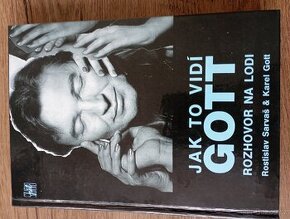 JAK TO VIDÍ
GOTT
ROZHOVOR NA LODI
Rostislav Sarvaš & Karel Gott